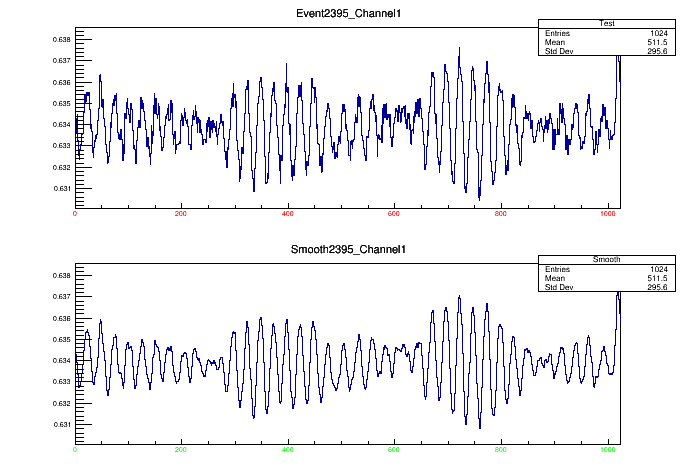 Event2395_Channel1
Test
Entries 1024
Mean 511.5
Std Dev 295.6
0.638
0.637
0.636
0.635
0.634
0.633
0.632
0.631
0 200 400 600 800 1000
Smooth2395_Channel1
Smooth
Entries 1024
Mean 511.5
Std Dev 295.6
0.638
0.637
0.636
0.635
0.634
0.633
0.632
0.631
0 200 400 600 800 1000